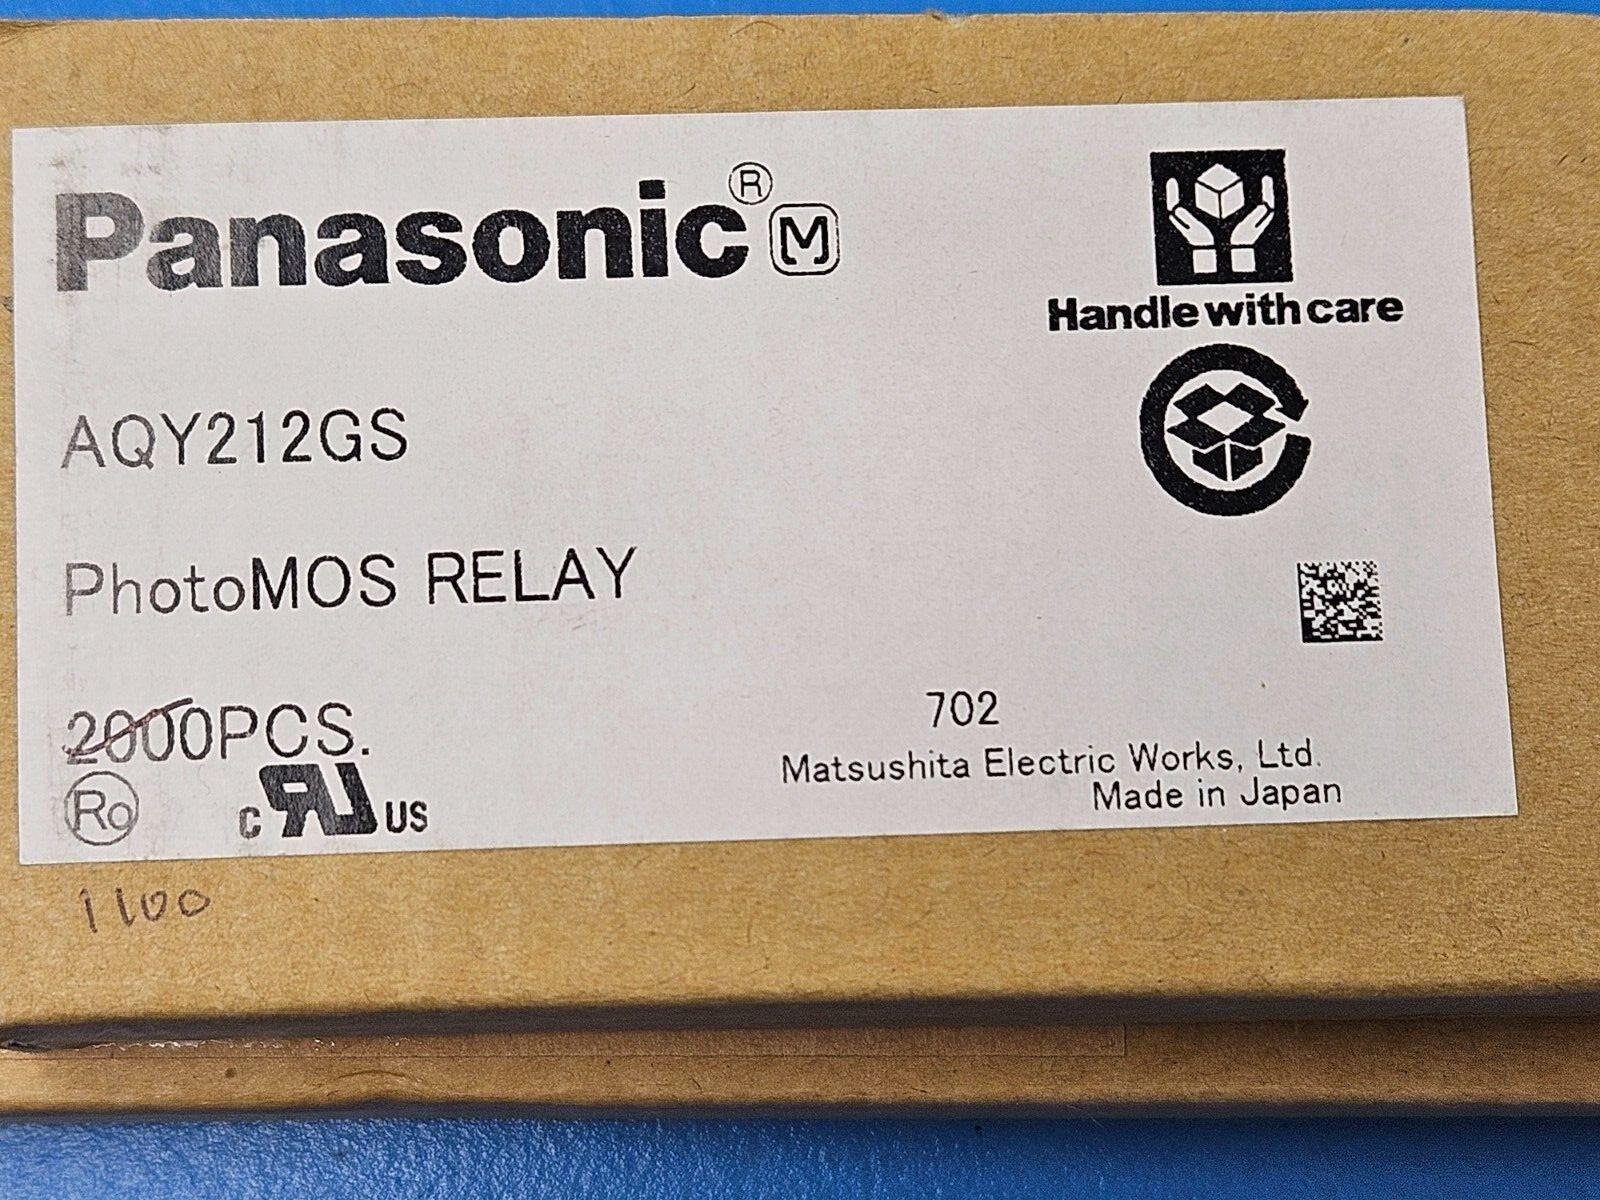 Panasonic® M
Handle with care
AQY212GS
PhotoMOS RELAY
2000PCS.
702
Matsushita Electric Works, Ltd.
Made in Japan
Ro
c RU US
1100